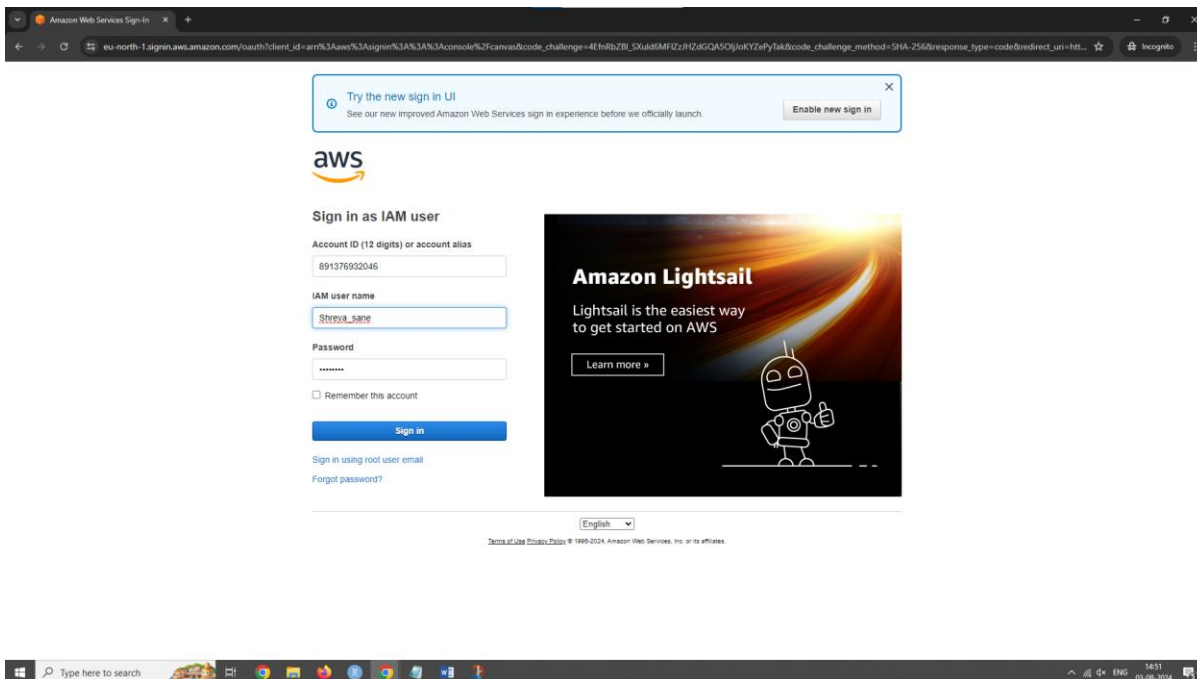 Amazon Web Services Sign-In
eu-north-1.signin.aws.amazon.com/oauth?client_id=arn%3Aaws%3Asignin%3A%3A%3Aconsole%2Fcanvas&code_challenge=4EfnRbZBI_SXuld6MFIZzJHZdGQA5OljJoKYZePyTak&code_challenge_method=SHA-256&response_type=code&redirect_uri=htt...
Incognito
Try the new sign in UI
See our new improved Amazon Web Services sign in experience before we officially launch.
Enable new sign in
aws
Sign in as IAM user
Account ID (12 digits) or account alias
891376932046
IAM user name
Shreya_sane
Password
Remember this account
Sign in
Sign in using root user email
Forgot password?
Amazon Lightsail
Lightsail is the easiest way
to get started on AWS
Learn more »
English
Terms of Use Privacy Policy © 1996-2024, Amazon Web Services, Inc. or its affiliates.
Type here to search
ENG
14:51
03-08-2024